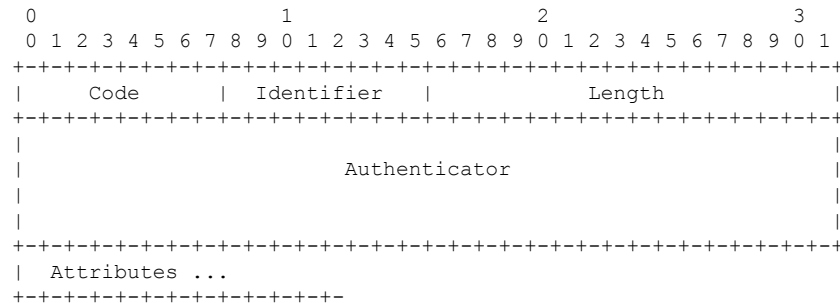 0                   1                   2                   3
 0 1 2 3 4 5 6 7 8 9 0 1 2 3 4 5 6 7 8 9 0 1 2 3 4 5 6 7 8 9 0 1
+-+-+-+-+-+-+-+-+-+-+-+-+-+-+-+-+-+-+-+-+-+-+-+-+-+-+-+-+-+-+-+-+
|     Code      |  Identifier   |            Length             |
+-+-+-+-+-+-+-+-+-+-+-+-+-+-+-+-+-+-+-+-+-+-+-+-+-+-+-+-+-+-+-+-+
|                                                               |
|                         Authenticator                         |
|                                                               |
|                                                               |
+-+-+-+-+-+-+-+-+-+-+-+-+-+-+-+-+-+-+-+-+-+-+-+-+-+-+-+-+-+-+-+-+
|  Attributes ...
+-+-+-+-+-+-+-+-+-+-+-+-+-